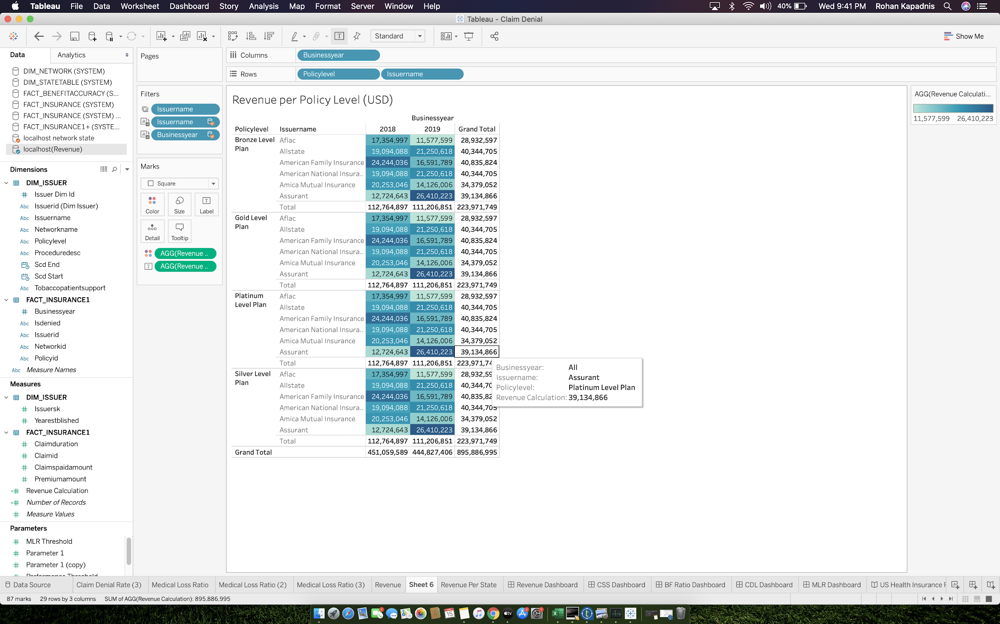 Tableau File Data Worksheet Dashboard Story Analysis Map Format Server Window Help 40% Wed 9:41 PM Rohan Kapadnis
Tableau - Claim Denial
Standard Show Me
Data Analytics
DIM_NETWORK (SYSTEM)
DIM_STATETABLE (SYSTEM)
FACT_BENEFITACCURACY (S...
FACT_INSURANCE (SYSTEM)
FACT_INSURANCE (SYSTEM) ...
FACT_INSURANCE1+ (SYSTE...
localhost network state
localhost(Revenue)
Dimensions
DIM_ISSUER
Issuer Dim Id
Abc Issuerid (Dim Issuer)
Abc Issuername
Abc Networkname
Abc Policylevel
Abc Proceduredesc
Scd End
Scd Start
Abc Tobaccopatientsupport
FACT_INSURANCE1
Businessyear
Abc Isdenied
Abc Issuerid
Abc Networkid
Abc Policyid
Abc Measure Names
Measures
DIM_ISSUER
Issuersk
Yearestblished
FACT_INSURANCE1
Claimduration
Claimid
Claimspaidamount
Premiumamount
Revenue Calculation
Number of Records
Measure Values
Parameters
MLR Threshold
Parameter 1
Parameter 1 (copy)
Performance Threshold
Pages
Filters
Issuername
Issuername
Businessyear
Marks
Square
Color Size Label
Detail Tooltip
AGG(Revenue ..
AGG(Revenue ..
Columns Businessyear
Rows Policylevel Issuername
Revenue per Policy Level (USD)
Businessyear
Policylevel Issuername 2018 2019 Grand Total
Bronze Level Aflac 17,354,997 11,577,599 28,932,597
Plan Allstate 19,094,088 21,250,618 40,344,705
American Family Insurance 24,244,036 16,591,789 40,835,824
American National Insura.. 19,094,088 21,250,618 40,344,705
Amica Mutual Insurance 20,253,046 14,126,006 34,379,052
Assurant 12,724,643 26,410,223 39,134,866
Total 112,764,897 111,206,851 223,971,749
Gold Level Aflac 17,354,997 11,577,599 28,932,597
Plan Allstate 19,094,088 21,250,618 40,344,705
American Family Insurance 24,244,036 16,591,789 40,835,824
American National Insura.. 19,094,088 21,250,618 40,344,705
Amica Mutual Insurance 20,253,046 14,126,006 34,379,052
Assurant 12,724,643 26,410,223 39,134,866
Total 112,764,897 111,206,851 223,971,749
Platinum Aflac 17,354,997 11,577,599 28,932,597
Level Plan Allstate 19,094,088 21,250,618 40,344,705
American Family Insurance 24,244,036 16,591,789 40,835,824
American National Insura.. 19,094,088 21,250,618 40,344,705
Amica Mutual Insurance 20,253,046 14,126,006 34,379,052
Assurant 12,724,643 26,410,223 39,134,866
Total 112,764,897 111,206,851 223,971,74
Silver Level Aflac 17,354,997 11,577,599 28,932,59
Plan Allstate 19,094,088 21,250,618 40,344,70
American Family Insurance 24,244,036 16,591,789 40,835,82
American National Insura.. 19,094,088 21,250,618 40,344,705
Amica Mutual Insurance 20,253,046 14,126,006 34,379,052
Assurant 12,724,643 26,410,223 39,134,866
Total 112,764,897 111,206,851 223,971,749
Grand Total 451,059,589 444,827,406 895,886,995
Businessyear: All
Issuername: Assurant
Policylevel: Platinum Level Plan
Revenue Calculation: 39,134,866
AGG(Revenue Calculati...
11,577,599 26,410,223
Data Source Claim Denial Rate (3) Medical Loss Ratio Medical Loss Ratio (2) Medical Loss Ratio (3) Revenue Sheet 6 Revenue Per State Revenue Dashboard CSS Dashboard BF Ratio Dashboard CDL Dashboard MLR Dashboard US Health Insurance
87 marks 29 rows by 3 columns SUM of AGG(Revenue Calculation): 895,886,995